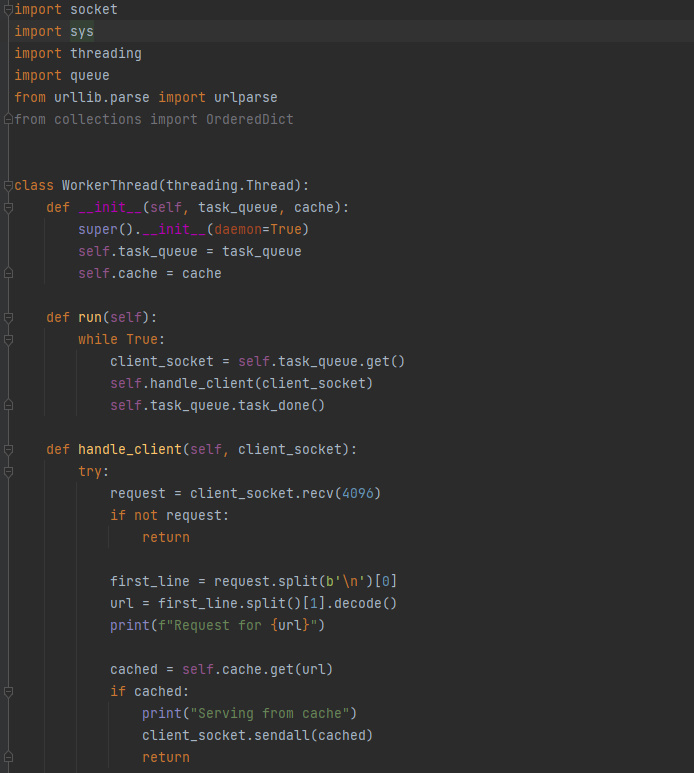 import socket
import sys
import threading
import queue
from urllib.parse import urlparse
from collections import OrderedDict
class WorkerThread(threading.Thread):
    def __init__(self, task_queue, cache):
        super().__init__(daemon=True)
        self.task_queue = task_queue
        self.cache = cache
    def run(self):
        while True:
            client_socket = self.task_queue.get()
            self.handle_client(client_socket)
            self.task_queue.task_done()
    def handle_client(self, client_socket):
        try:
            request = client_socket.recv(4096)
            if not request:
                return
            first_line = request.split(b'\n')[0]
            url = first_line.split()[1].decode()
            print(f"Request for {url}")
            cached = self.cache.get(url)
            if cached:
                print("Serving from cache")
                client_socket.sendall(cached)
                return